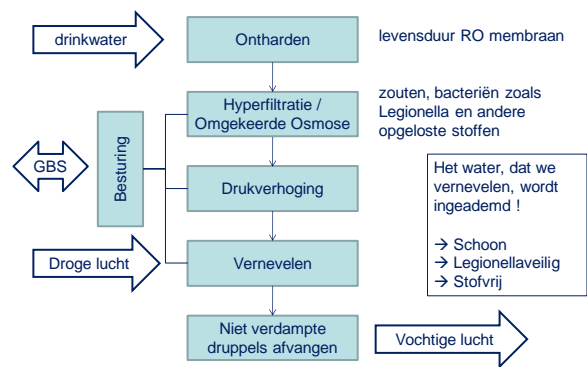 drinkwater
Ontharden
levensduur RO membraan
Hyperfiltratie /
Omgekeerde Osmose
zouten, bacteriën zoals
Legionella en andere
opgeloste stoffen
GBS
Besturing
Drukverhoging
Het water, dat we
vernevelen, wordt
ingeademd !
→ Schoon
→ Legionellaveilig
→ Stofvrij
Droge lucht
Vernevelen
Niet verdampte
druppels afvangen
Vochtige lucht